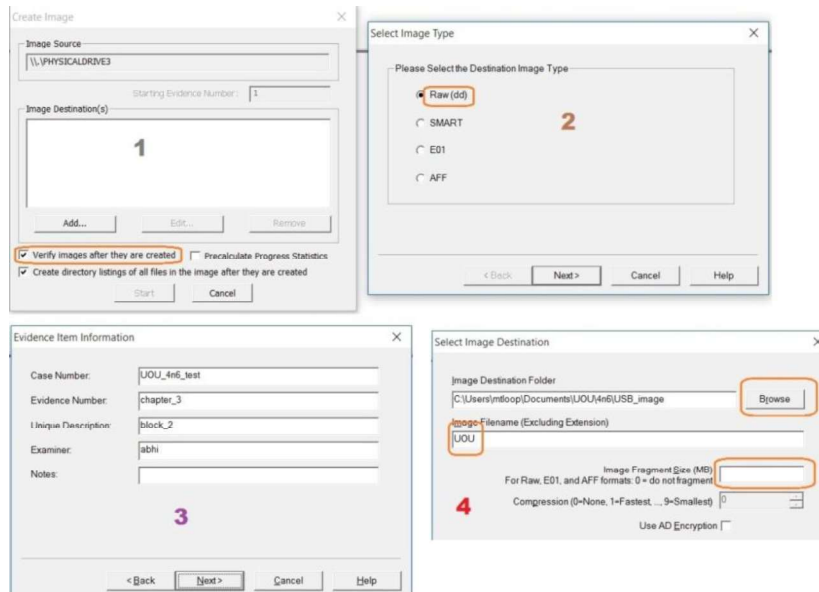 Create Image
Image Source
\\.\PHYSICALDRIVE3
Starting Evidence Number: 1
Image Destination(s)
1
Add... Edit... Remove
Verify images after they are created Precalculate Progress Statistics
Create directory listings of all files in the image after they are created
Start Cancel
Select Image Type
Please Select the Destination Image Type
Raw (dd)
SMART
2
E01
AFF
< Back Next > Cancel Help
Evidence Item Information
Case Number: UOU_4n6_test
Evidence Number: chapter_3
Unique Description: block_2
Examiner: abhi
Notes:
3
< Back Next > Cancel Help
Select Image Destination
Image Destination Folder
C:\Users\mtloop\Documents\UOU\4n6\USB_image Browse
Image Filename (Excluding Extension)
UOU
Image Fragment Size (MB)
For Raw, E01, and AFF formats: 0 = do not fragment
4
Compression (0=None, 1=Fastest, ..., 9=Smallest) 0
Use AD Encryption